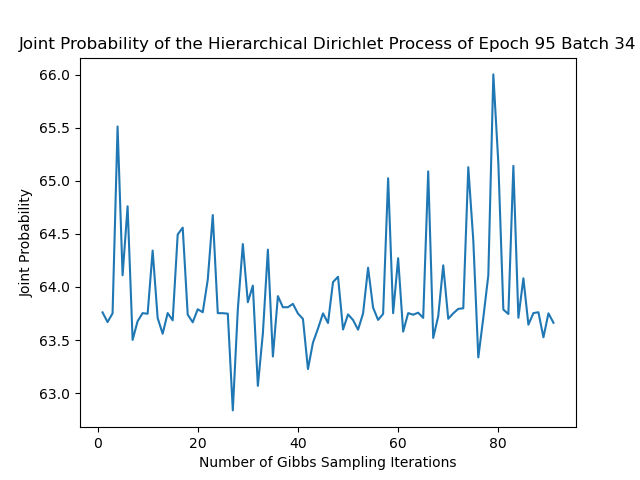 Joint Probability of the Hierarchical Dirichlet Process of Epoch 95 Batch 34
66.0
65.5
65.0
64.5
64.0
63.5
63.0
Joint Probability
0 20 40 60 80
Number of Gibbs Sampling Iterations